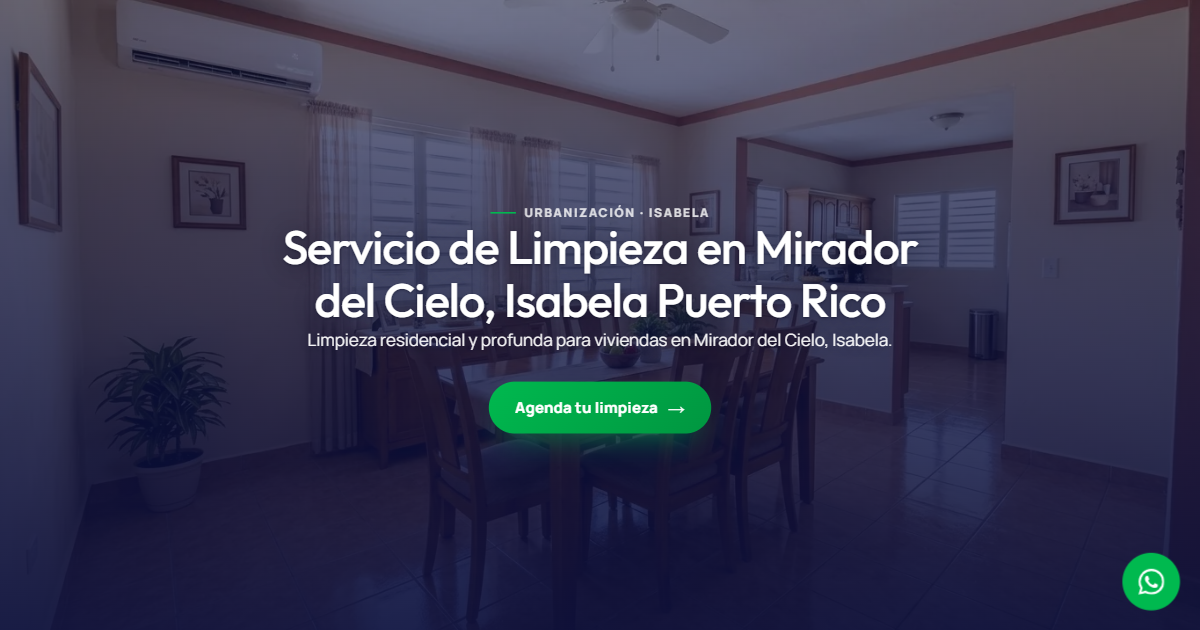 URBANIZACIÓN · ISABELA
Servicio de Limpieza en Mirador
del Cielo, Isabela Puerto Rico
Limpieza residencial y profunda para viviendas en Mirador del Cielo, Isabela.
Agenda tu limpieza →